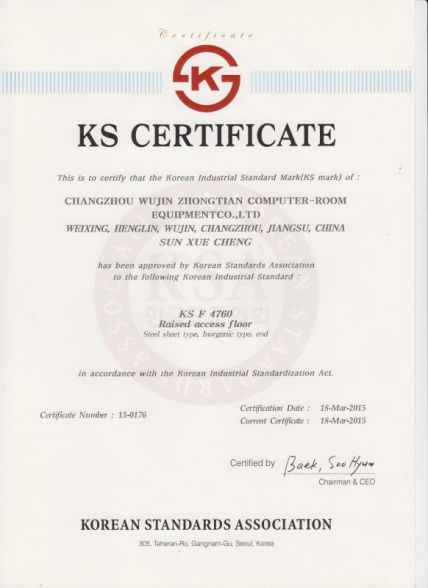 Certificate
KS
KS CERTIFICATE
This is to certify that the Korean Industrial Standard Mark(KS mark) of :
CHANGZHOU WUJIN ZHONGTIAN COMPUTER-ROOM
EQUIPMENTCO.,LTD
WEIXING, HENGLIN, WUJIN, CHANGZHOU, JIANGSU, CHINA
SUN XUE CHENG
has been approved by Korean Standards Association
to the following Korean Industrial Standard :
KSA
KS F 4760
Raised access floor
Steel sheet type, Inorganic type, end
in accordance with the Korean Industrial Standardization Act.
Certificate Number : 15-0176
Certification Date : 18-Mar-2015
Current Certificate : 18-Mar-2015
Certified by Baek, Soo Hyun
Chairman & CEO
KOREAN STANDARDS ASSOCIATION
305, Teheran-Ro, Gangnam-Gu, Seoul, Korea